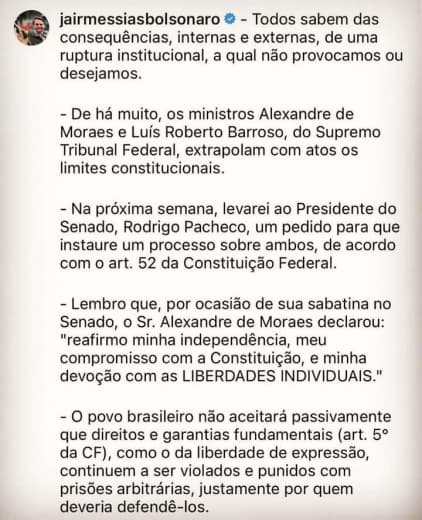 jairmessiasbolsonaro - Todos sabem das
consequências, internas e externas, de uma
ruptura institucional, a qual não provocamos ou
desejamos.
- De há muito, os ministros Alexandre de
Moraes e Luís Roberto Barroso, do Supremo
Tribunal Federal, extrapolam com atos os
limites constitucionais.
- Na próxima semana, levarei ao Presidente do
Senado, Rodrigo Pacheco, um pedido para que
instaure um processo sobre ambos, de acordo
com o art. 52 da Constituição Federal.
- Lembro que, por ocasião de sua sabatina no
Senado, o Sr. Alexandre de Moraes declarou:
"reafirmo minha independência, meu
compromisso com a Constituição, e minha
devoção com as LIBERDADES INDIVIDUAIS."
- O povo brasileiro não aceitará passivamente
que direitos e garantias fundamentais (art. 5°
da CF), como o da liberdade de expressão,
continuem a ser violados e punidos com
prisões arbitrárias, justamente por quem
deveria defendê-los.